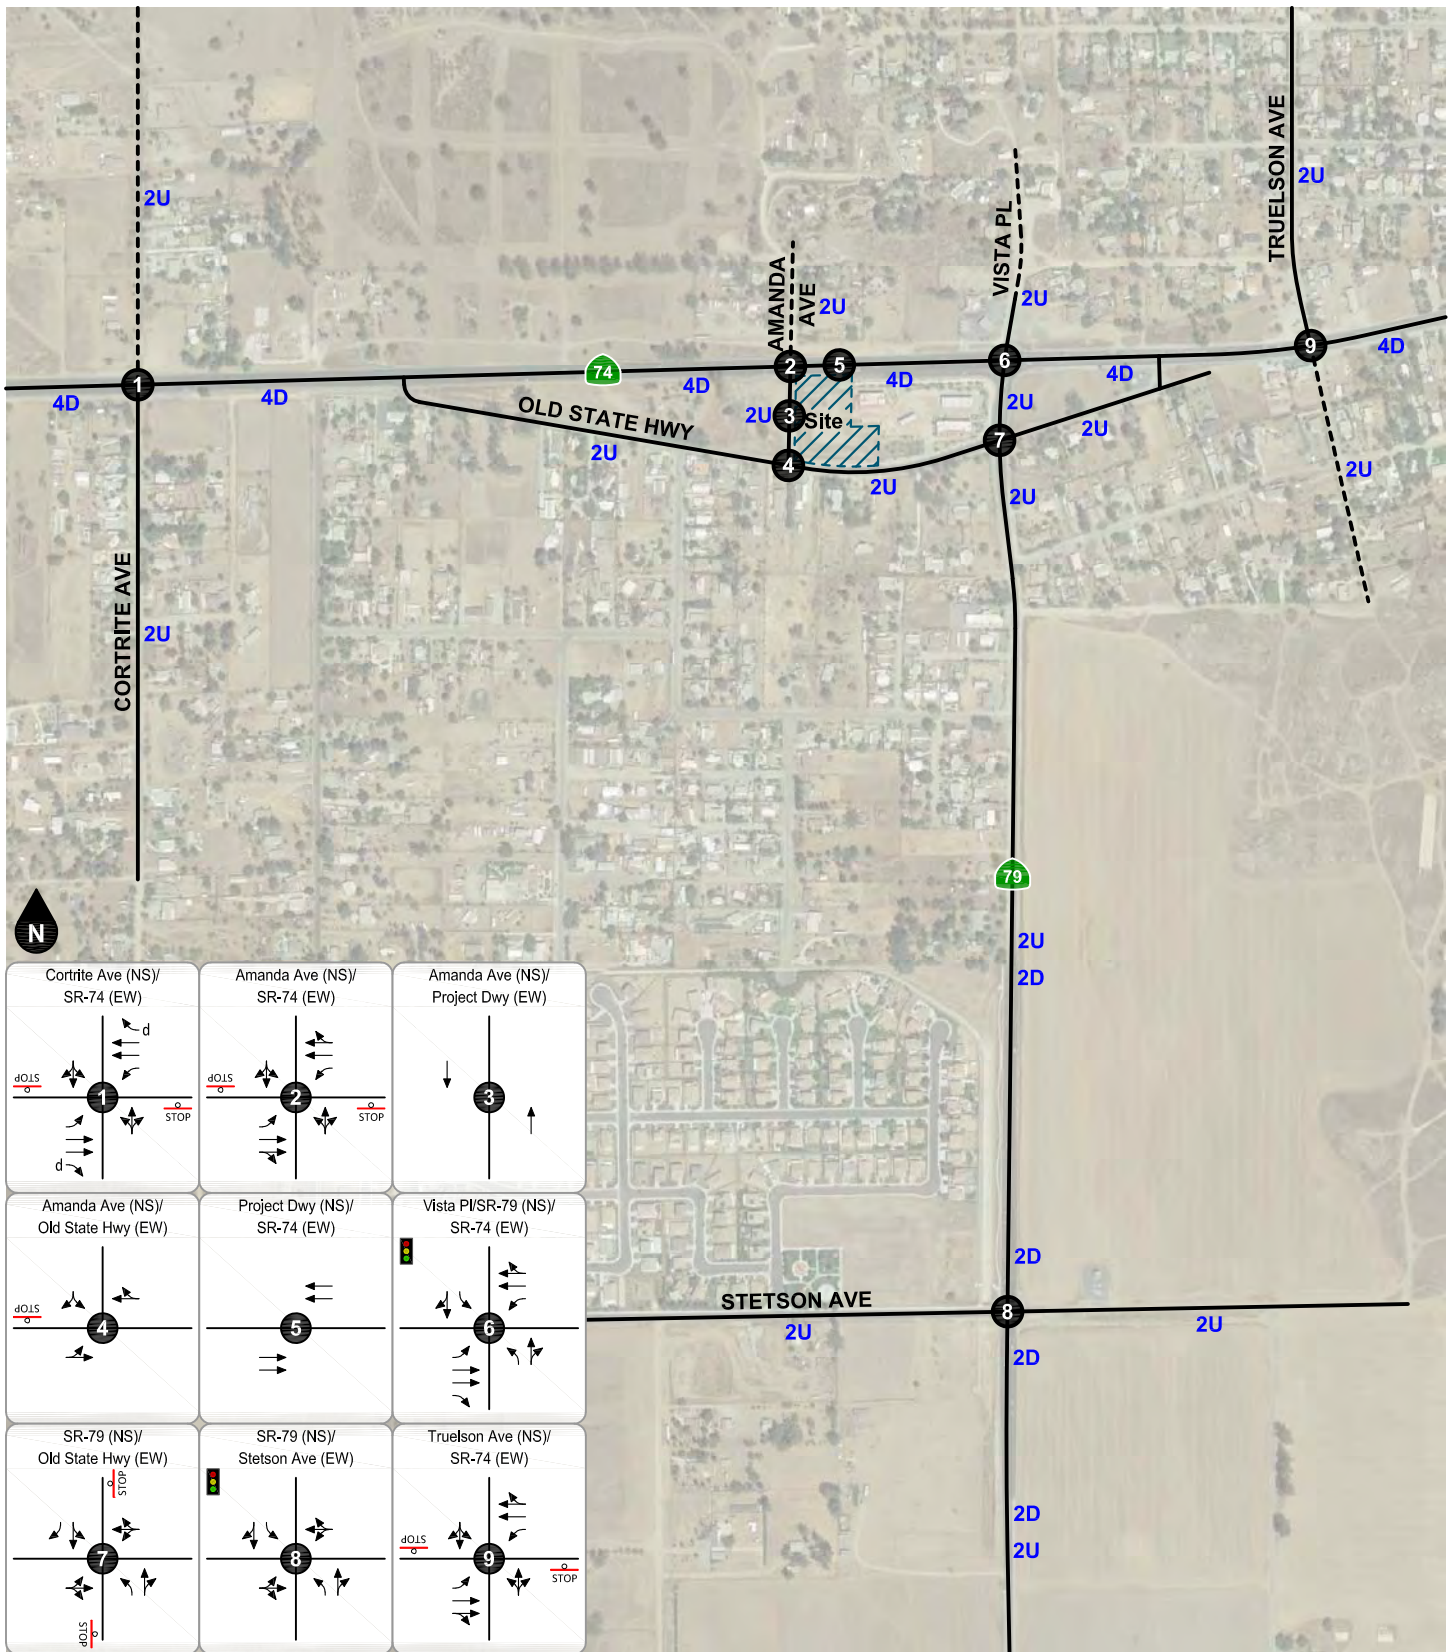 TRUELSON AVE
2U
2U
VISTA PL
AMANDA
AVE
2U
2U
1
4D
4D
74
4D
2
5
4D
6
4D
9
4D
OLD STATE HWY
2U
2U
3
Site
4
2U
2U
7
2U
2U
2U
CORTRITE AVE
2U
79
2U
2D
N
2D
STETSON AVE
2U
8
2U
2D
2D
2U
Cortrite Ave (NS)/
SR-74 (EW)
d
STOP
1
STOP
d
Amanda Ave (NS)/
SR-74 (EW)
STOP
2
STOP
Amanda Ave (NS)/
Project Dwy (EW)
3
Amanda Ave (NS)/
Old State Hwy (EW)
STOP
4
Project Dwy (NS)/
SR-74 (EW)
5
Vista Pl/SR-79 (NS)/
SR-74 (EW)
6
SR-79 (NS)/
Old State Hwy (EW)
STOP
7
STOP
SR-79 (NS)/
Stetson Ave (EW)
8
Truelson Ave (NS)/
SR-74 (EW)
STOP
9
STOP